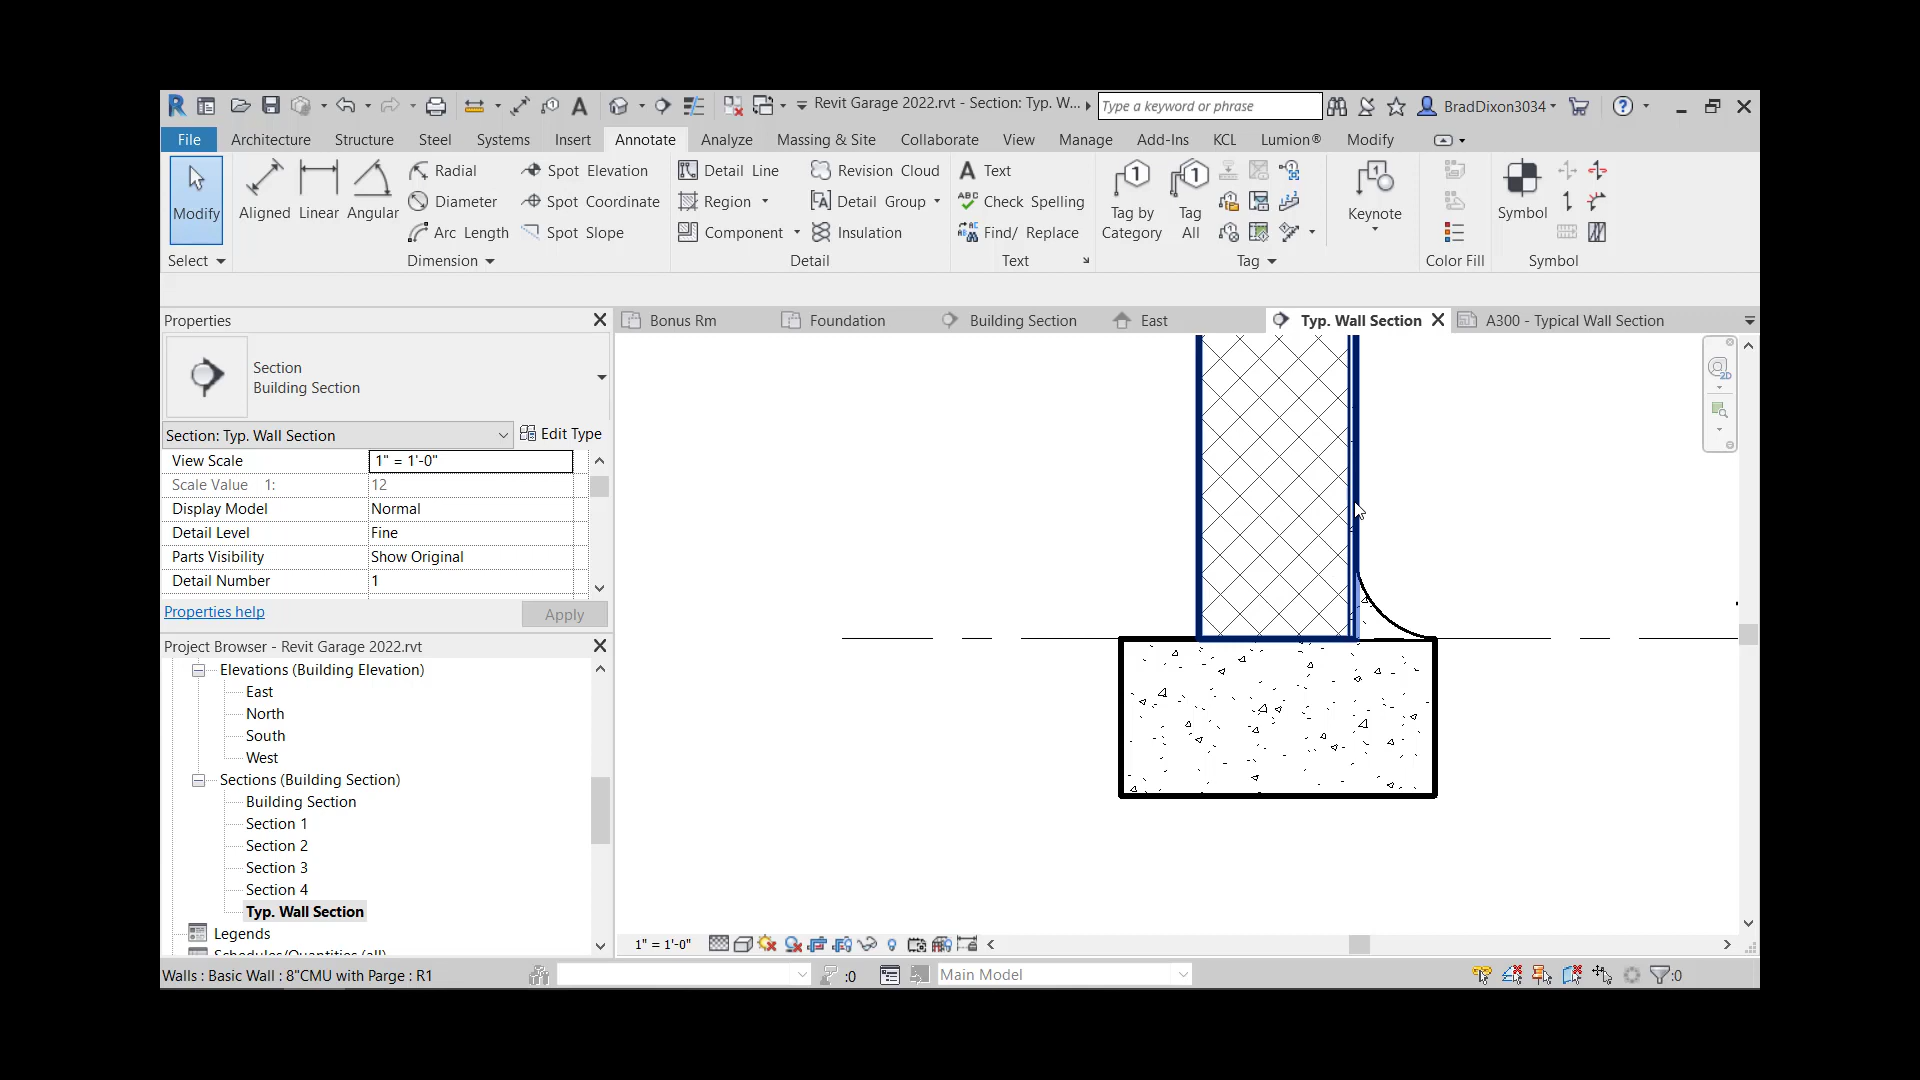 Revit Garage 2022.rvt - Section: Typ. W...
Type a keyword or phrase
BradDixon3034
File Architecture Structure Steel Systems Insert Annotate Analyze Massing & Site Collaborate View Manage Add-Ins KCL Lumion® Modify
Modify
Select
Aligned Linear Angular
Radial
Diameter
Arc Length
Spot Elevation
Spot Coordinate
Spot Slope
Dimension
Detail Line
Region
Component
Revision Cloud
Detail Group
Insulation
Detail
Text
Check Spelling
Find/ Replace
Text
Tag by
Category
Tag
All
Tag
Keynote
Color Fill
Symbol
Symbol
Properties
Section
Building Section
Section: Typ. Wall Section
Edit Type
View Scale 1" = 1'-0"
Scale Value 1: 12
Display Model Normal
Detail Level Fine
Parts Visibility Show Original
Detail Number 1
Properties help
Apply
Project Browser - Revit Garage 2022.rvt
Elevations (Building Elevation)
East
North
South
West
Sections (Building Section)
Building Section
Section 1
Section 2
Section 3
Section 4
Typ. Wall Section
Legends
Schedules/Quantities (all)
Bonus Rm Foundation Building Section East Typ. Wall Section A300 - Typical Wall Section
2D
1" = 1'-0"
Walls : Basic Wall : 8"CMU with Parge : R1
:0
Main Model
:0